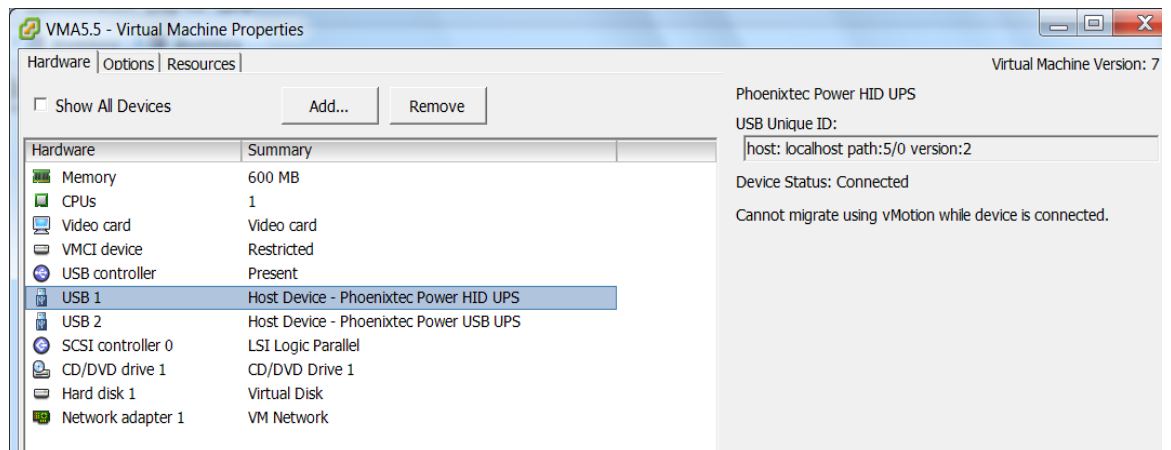 VMA5.5 - Virtual Machine Properties
Hardware Options Resources
Virtual Machine Version: 7
Show All Devices
Add...
Remove
Hardware Summary
Memory 600 MB
CPUs 1
Video card Video card
VMCI device Restricted
USB controller Present
USB 1 Host Device - Phoenixtec Power HID UPS
USB 2 Host Device - Phoenixtec Power USB UPS
SCSI controller 0 LSI Logic Parallel
CD/DVD drive 1 CD/DVD Drive 1
Hard disk 1 Virtual Disk
Network adapter 1 VM Network
Phoenixtec Power HID UPS
USB Unique ID:
host: localhost path:5/0 version:2
Device Status: Connected
Cannot migrate using vMotion while device is connected.